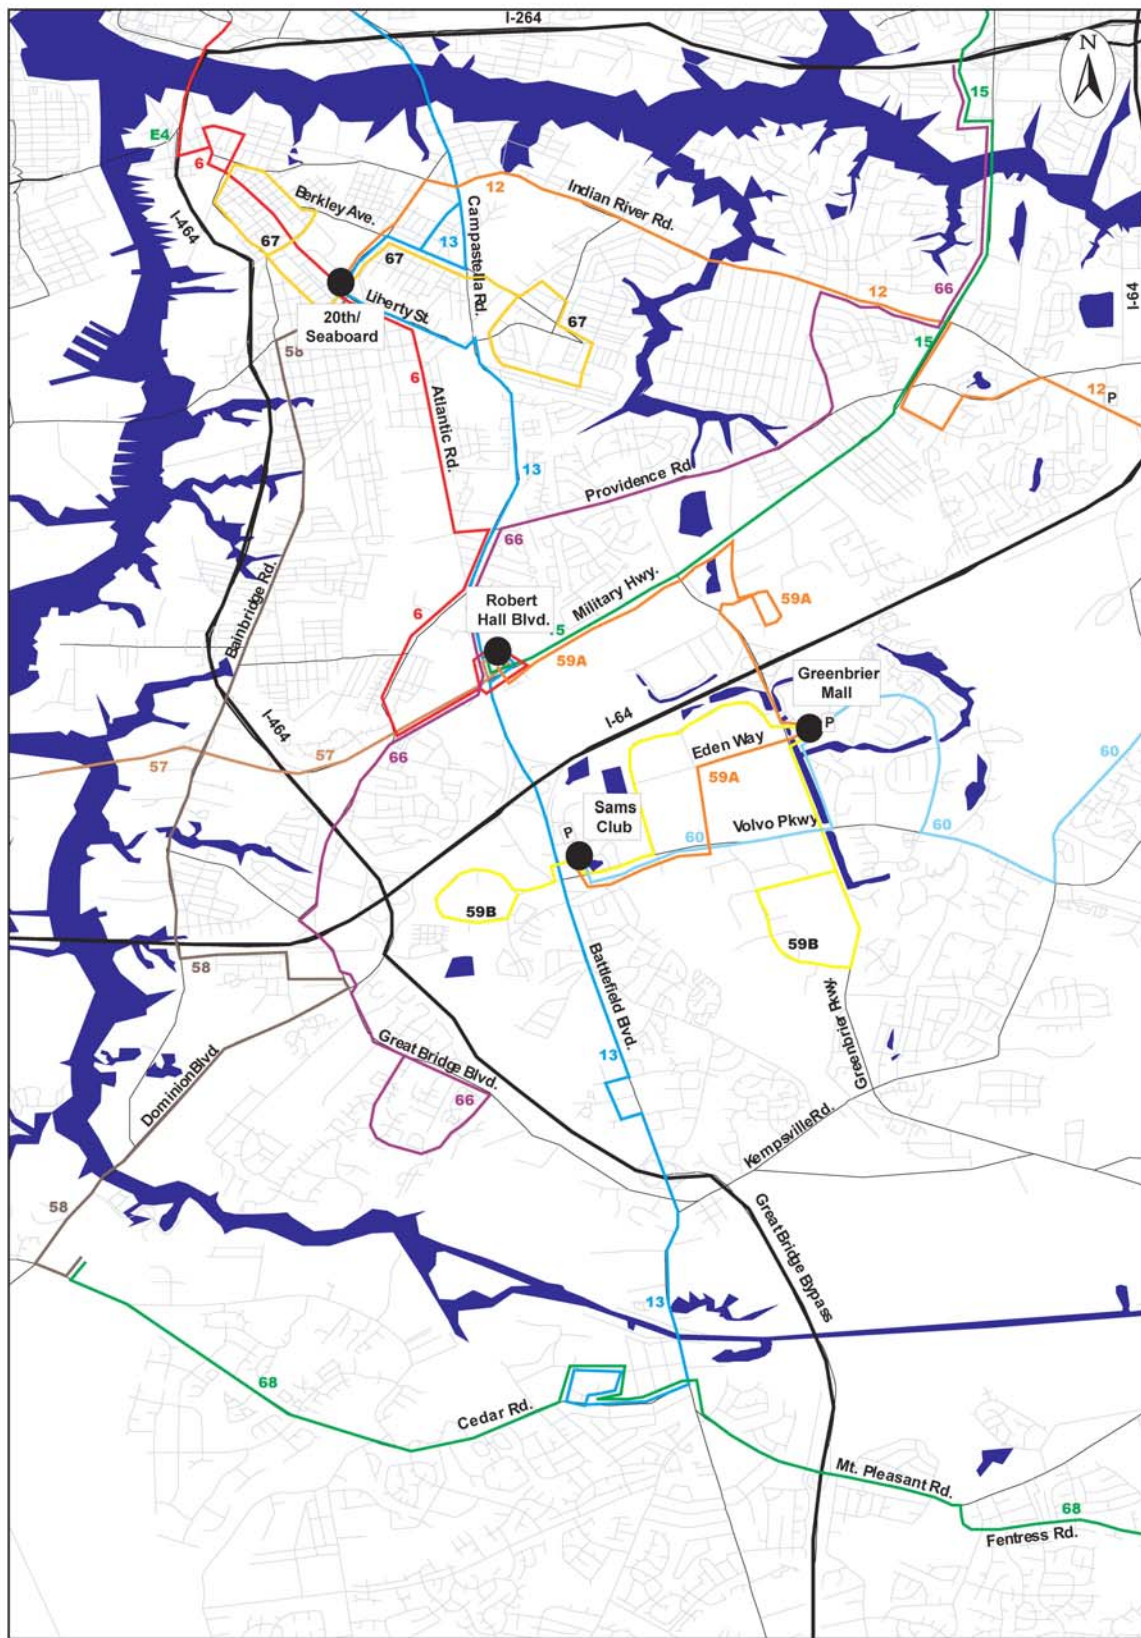 I-264
N
15
E4
6
12
Berkley Ave.
Indian River Rd.
I-464
Campastella Rd.
13
67
67
66
12
I-64
Liberty St
20th/
Seaboard
67
58
15
6
12
P
Atlantic Rd.
13
Providence Rd
66
Bainbridge Rd.
Military Hwy.
Robert
Hall Blvd.
59A
6
.5
59A
Greenbrier
Mall
P
I-464
I-64
Eden Way
57
57
66
59A
60
Sams
Club
P
Volvo Pkwy
60
60
59B
59B
Battlefield Blvd.
58
Greenbrier Pkwy.
13
Dominion Blvd.
Great Bridge Blvd.
66
Kempsville Rd.
58
Great Bridge Bypass
13
68
Cedar Rd.
Mt. Pleasant Rd.
68
Fentress Rd.